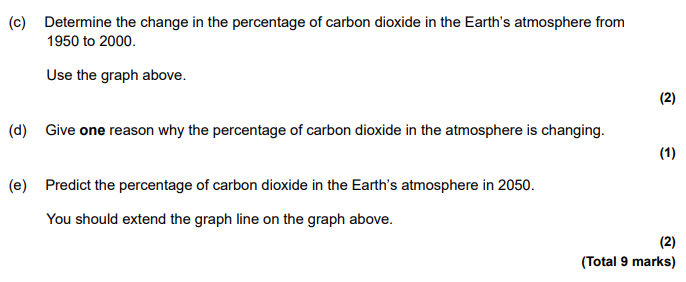 (c) Determine the change in the percentage of carbon dioxide in the Earth's atmosphere from
1950 to 2000.
Use the graph above.
(2)
(d) Give one reason why the percentage of carbon dioxide in the atmosphere is changing.
(1)
(e) Predict the percentage of carbon dioxide in the Earth's atmosphere in 2050.
You should extend the graph line on the graph above.
(2)
(Total 9 marks)